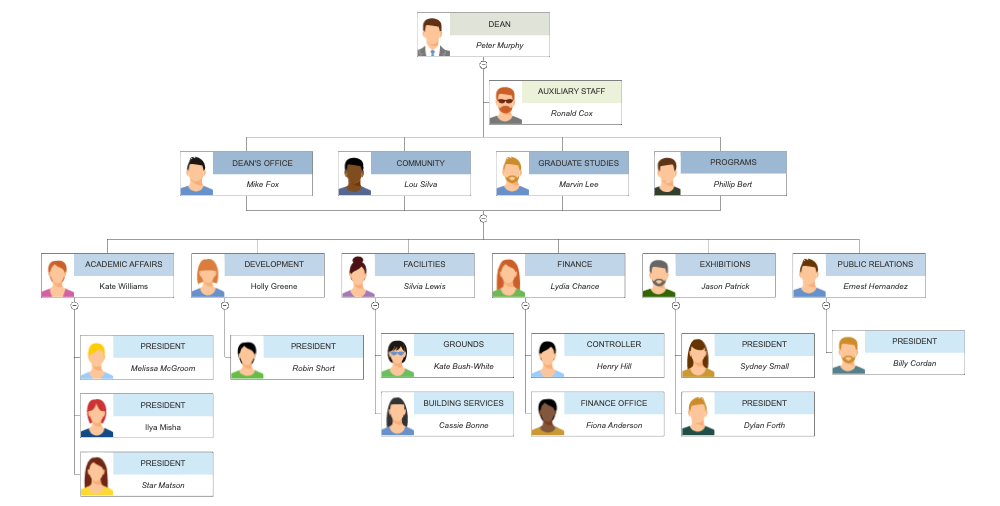 DEAN
Peter Murphy
AUXILIARY STAFF
Ronald Cox
DEAN'S OFFICE
Mike Fox
COMMUNITY
Lou Silva
GRADUATE STUDIES
Marvin Lee
PROGRAMS
Phillip Bert
ACADEMIC AFFAIRS
Kate Williams
DEVELOPMENT
Holly Greene
FACILITIES
Silvia Lewis
FINANCE
Lydia Chance
EXHIBITIONS
Jason Patrick
PUBLIC RELATIONS
Ernest Hernandez
PRESIDENT
Melissa McGroom
PRESIDENT
Ilya Misha
PRESIDENT
Star Matson
PRESIDENT
Robin Short
GROUNDS
Kate Bush-White
BUILDING SERVICES
Cassie Bonne
CONTROLLER
Henry Hill
FINANCE OFFICE
Fiona Anderson
PRESIDENT
Sydney Small
PRESIDENT
Dylan Forth
PRESIDENT
Billy Cordan